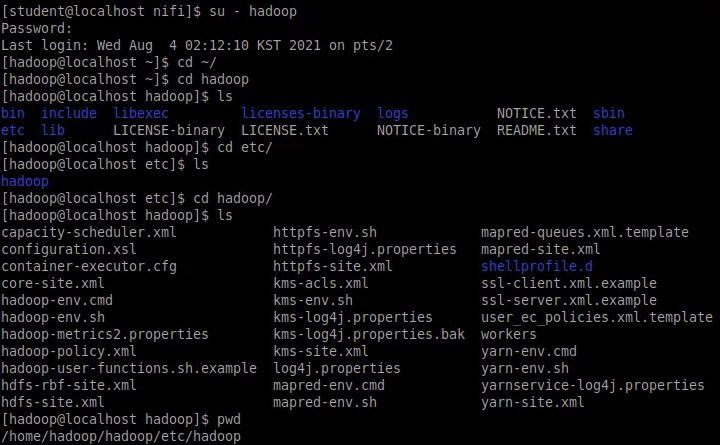 [student@localhost nifi]$ su - hadoop
Password:
Last login: Wed Aug  4 02:12:10 KST 2021 on pts/2
[hadoop@localhost ~]$ cd ~/
[hadoop@localhost ~]$ cd hadoop
[hadoop@localhost hadoop]$ ls
bin  include  libexec         licenses-binary  logs           NOTICE.txt  sbin
etc  lib      LICENSE-binary  LICENSE.txt      NOTICE-binary  README.txt  share
[hadoop@localhost hadoop]$ cd etc/
[hadoop@localhost etc]$ ls
hadoop
[hadoop@localhost etc]$ cd hadoop/
[hadoop@localhost hadoop]$ ls
capacity-scheduler.xml            httpfs-env.sh             mapred-queues.xml.template
configuration.xsl                 httpfs-log4j.properties   mapred-site.xml
container-executor.cfg            httpfs-site.xml           shellprofile.d
core-site.xml                     kms-acls.xml              ssl-client.xml.example
hadoop-env.cmd                    kms-env.sh                ssl-server.xml.example
hadoop-env.sh                     kms-log4j.properties      user_ec_policies.xml.template
hadoop-metrics2.properties        kms-log4j.properties.bak  workers
hadoop-policy.xml                 kms-site.xml              yarn-env.cmd
hadoop-user-functions.sh.example  log4j.properties          yarn-env.sh
hdfs-rbf-site.xml                 mapred-env.cmd            yarnservice-log4j.properties
hdfs-site.xml                     mapred-env.sh             yarn-site.xml
[hadoop@localhost hadoop]$ pwd
/home/hadoop/hadoop/etc/hadoop